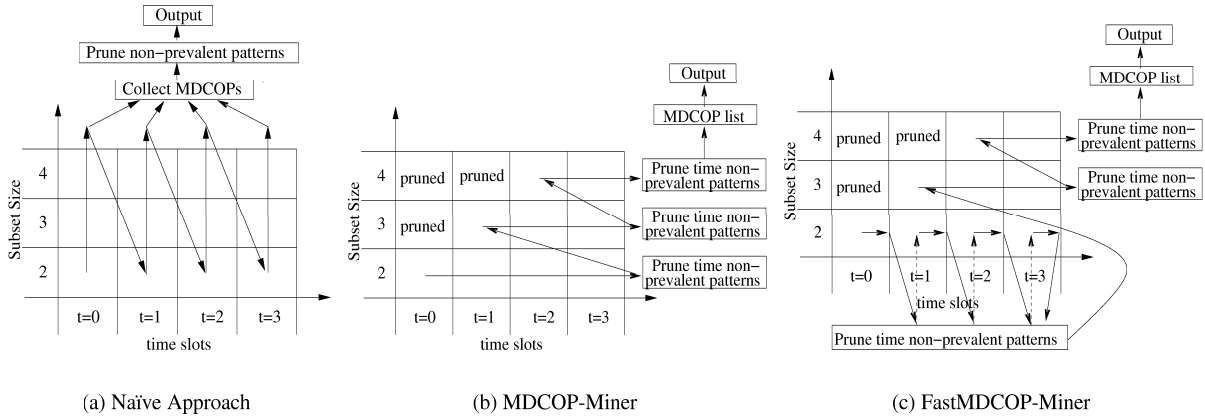 Output
Prune non-prevalent patterns
Collect MDCOPs
Subset Size
4
3
2
t=0 t=1 t=2 t=3
time slots
(a) Naïve Approach
Output
MDCOP list
Subset Size
4 pruned pruned
Prune time non-
prevalent patterns
3 pruned
Prune time non-
prevalent patterns
2
Prune time non-
prevalent patterns
t=0 t=1 t=2 t=3
time slots
(b) MDCOP-Miner
Output
MDCOP list
Subset Size
4 pruned pruned
Prune time non-
prevalent patterns
3 pruned
Prune time non-
prevalent patterns
2
t=0 t=1 t=2 t=3
time slots
Prune time non-prevalent patterns
(c) FastMDCOP-Miner